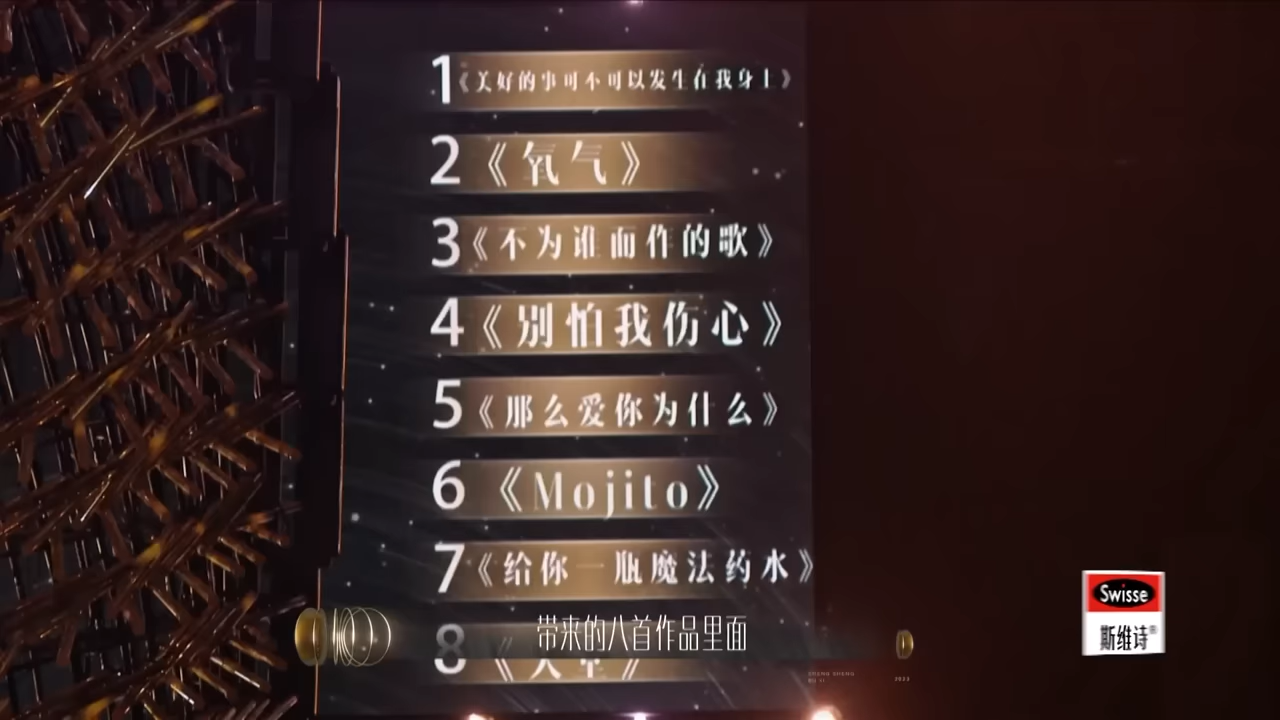 1《美好的事可不可以发生在我身上》
2《氧气》
3《不为谁而作的歌》
4《别怕我伤心》
5《那么爱你为什么》
6《Mojito》
7《给你一瓶魔法药水》
8《天堂》
带来的八首作品里面
Swisse
斯维诗®
2023